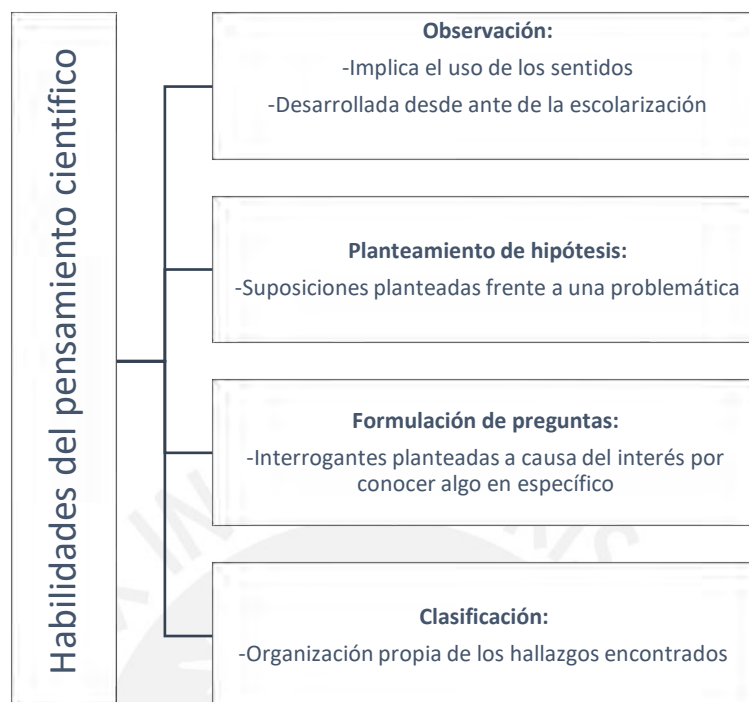 Habilidades del pensamiento científico
Observación:
-Implica el uso de los sentidos
-Desarrollada desde ante de la escolarización
Planteamiento de hipótesis:
-Suposiciones planteadas frente a una problemática
Formulación de preguntas:
-Interrogantes planteadas a causa del interés por
conocer algo en específico
Clasificación:
-Organización propia de los hallazgos encontrados